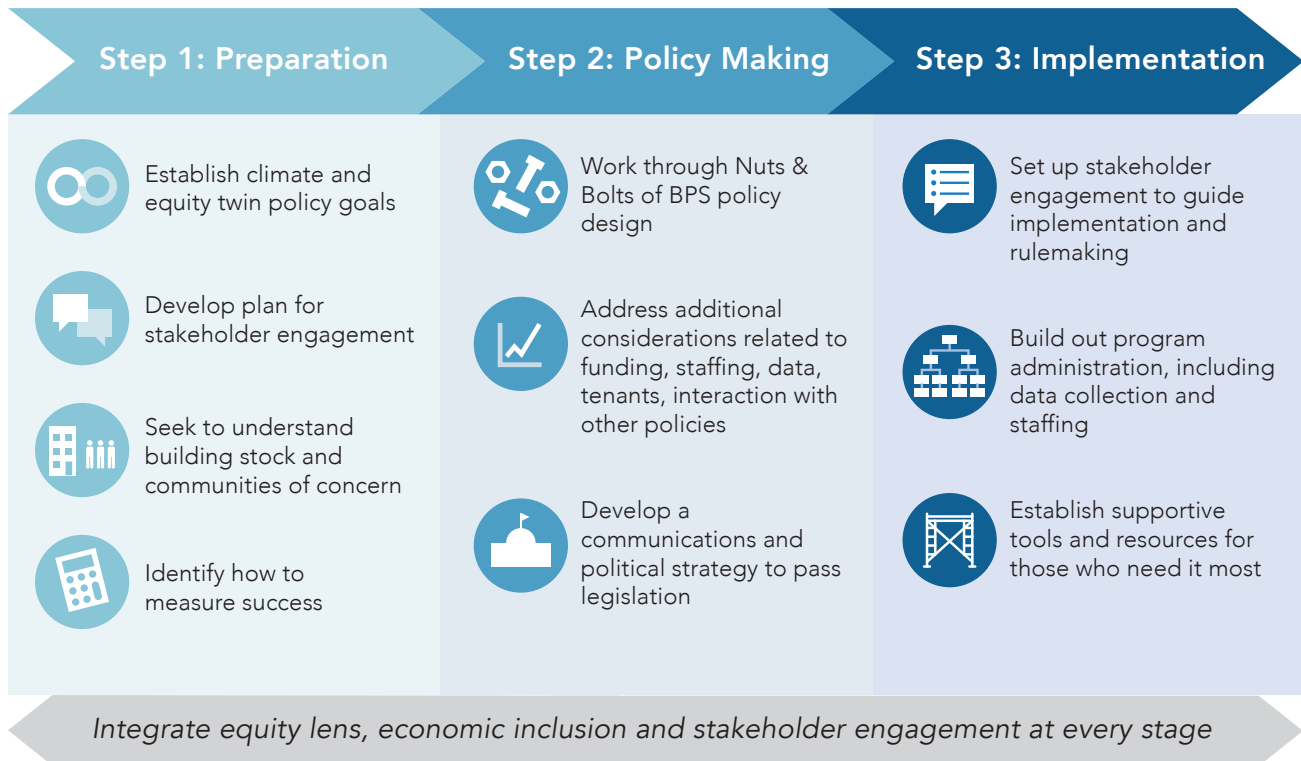 Step 1: Preparation
Establish climate and
equity twin policy goals
Develop plan for
stakeholder engagement
Seek to understand
building stock and
communities of concern
Identify how to
measure success
Step 2: Policy Making
Work through Nuts &
Bolts of BPS policy
design
Address additional
considerations related to
funding, staffing, data,
tenants, interaction with
other policies
Develop a
communications and
political strategy to pass
legislation
Step 3: Implementation
Set up stakeholder
engagement to guide
implementation and
rulemaking
Build out program
administration, including
data collection and
staffing
Establish supportive
tools and resources for
those who need it most
Integrate equity lens, economic inclusion and stakeholder engagement at every stage